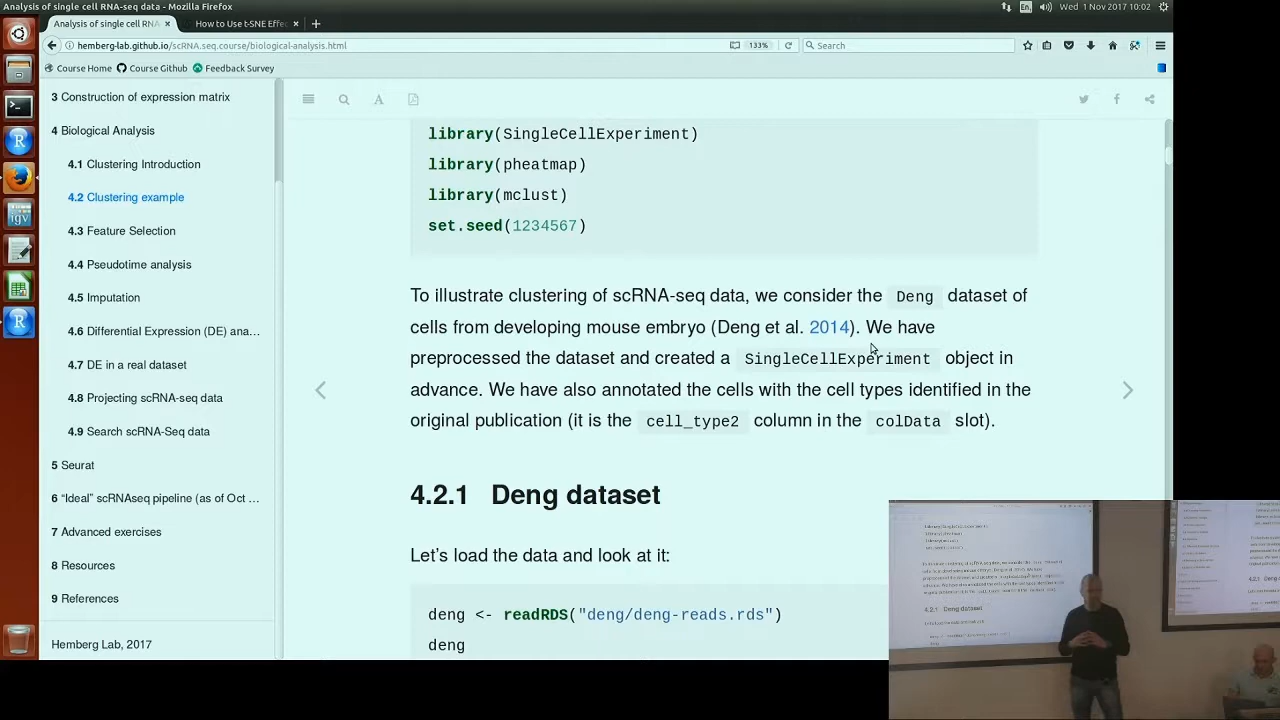 Analysis of single cell RNA-seq data - Mozilla Firefox
En
Wed 1 Nov 2017 10:02
Analysis of single cell RN
How to Use t-SNE Effec
hemberg-lab.github.io/scRNA.seq.course/biological-analysis.html
133%
Search
Course Home
Course Github
Feedback Survey
3 Construction of expression matrix
4 Biological Analysis
4.1 Clustering Introduction
4.2 Clustering example
4.3 Feature Selection
4.4 Pseudotime analysis
4.5 Imputation
4.6 Differential Expression (DE) ana…
4.7 DE in a real dataset
4.8 Projecting scRNA-seq data
4.9 Search scRNA-Seq data
5 Seurat
6 “Ideal” scRNAseq pipeline (as of Oct …
7 Advanced exercises
8 Resources
9 References
Hemberg Lab, 2017
A
library(SingleCellExperiment)
library(pheatmap)
library(mclust)
set.seed(1234567)
To illustrate clustering of scRNA-seq data, we consider the Deng dataset of
cells from developing mouse embryo (Deng et al. 2014). We have
preprocessed the dataset and created a SingleCellExperiment object in
advance. We have also annotated the cells with the cell types identified in the
original publication (it is the cell_type2 column in the colData slot).
4.2.1 Deng dataset
Let’s load the data and look at it:
deng <- readRDS("deng/deng-reads.rds")
deng
R
igv
R
4.2.1 Deng dataset